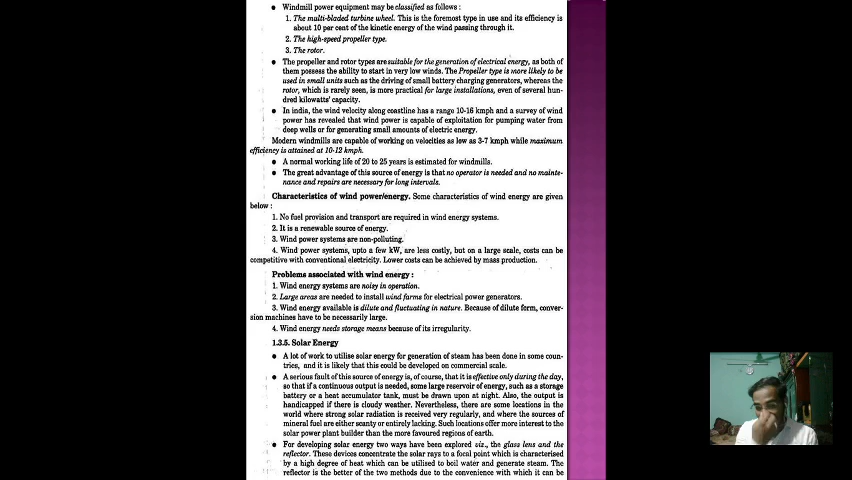 ● Windmill power equipment may be classified as follows :
1. The multi-bladed turbine wheel. This is the foremost type in use and its efficiency is
about 10 per cent of the kinetic energy of the wind passing through it.
2. The high-speed propeller type.
3. The rotor.
● The propeller and rotor types are suitable for the generation of electrical energy, as both of
them possess the ability to start in very low winds. The Propeller type is more likely to be
used in small units such as the driving of small battery charging generators, whereas the
rotor, which is rarely seen, is more practical for large installations, even of several hun-
dred kilowatts' capacity.
● In india, the wind velocity along coastline has a range 10-16 kmph and a survey of wind
power has revealed that wind power is capable of exploitation for pumping water from
deep wells or for generating small amounts of electric energy.
Modern windmills are capable of working on velocities as low as 3-7 kmph while maximum
efficiency is attained at 10-12 kmph.
● A normal working life of 20 to 25 years is estimated for windmills.
● The great advantage of this source of energy is that no operator is needed and no mainte-
nance and repairs are necessary for long intervals.
Characteristics of wind power/energy. Some characteristics of wind energy are given
below :
1. No fuel provision and transport are required in wind energy systems.
2. It is a renewable source of energy.
3. Wind power systems are non-polluting.
4. Wind power systems, upto a few kW, are less costly, but on a large scale, costs can be
competitive with conventional electricity. Lower costs can be achieved by mass production.
Problems associated with wind energy :
1. Wind energy systems are noisy in operation.
2. Large areas are needed to install wind farms for electrical power generators.
3. Wind energy available is dilute and fluctuating in nature. Because of dilute form, conver-
sion machines have to be necessarily large.
4. Wind energy needs storage means because of its irregularity.
1.3.5. Solar Energy
● A lot of work to utilise solar energy for generation of steam has been done in some coun-
tries, and it is likely that this could be developed on commercial scale.
● A serious fault of this source of energy is, of course, that it is effective only during the day,
so that if a continuous output is needed, some large reservoir of energy, such as a storage
battery or a heat accumulator tank, must be drawn upon at night. Also, the output is
handicapped if there is cloudy weather. Nevertheless, there are some locations in the
world where strong solar radiation is received very regularly, and where the sources of
mineral fuel are either scanty or entirely lacking. Such locations offer more interest to the
solar power plant builder than the more favoured regions of earth.
● For developing solar energy two ways have been explored viz., the glass lens and the
reflector. These devices concentrate the solar rays to a focal point which is characterised
by a high degree of heat which can be utilised to boil water and generate steam. The
reflector is the better of the two methods due to the convenience with which it can be